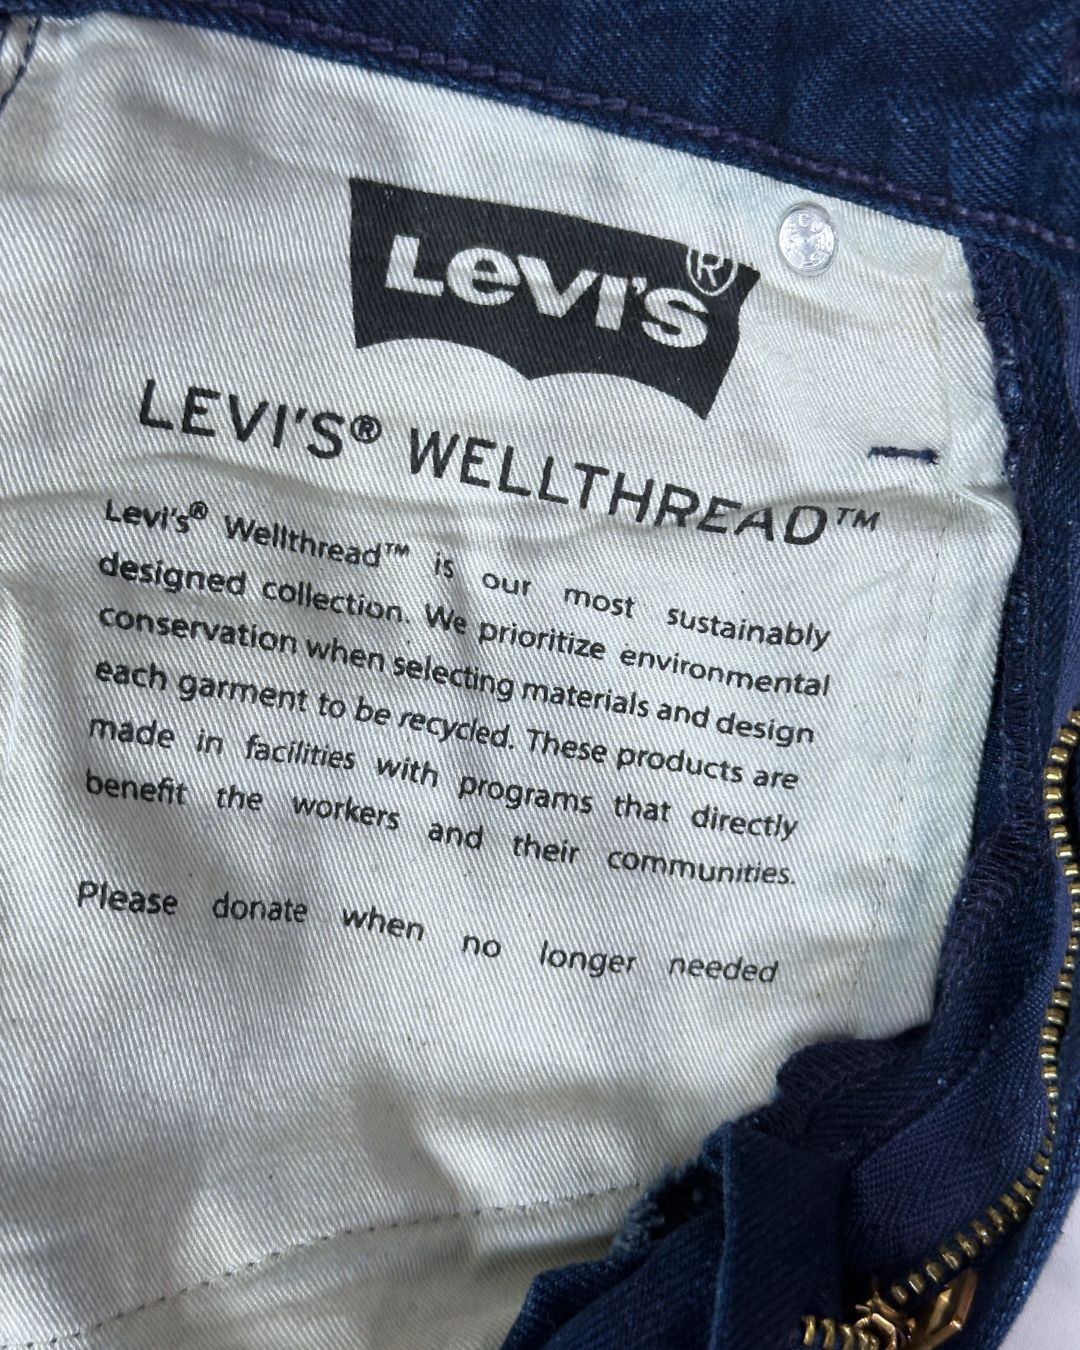 Levi's®
LEVI'S® WELLTHREAD™
Levi's® Wellthread™ is our most sustainably
designed collection. We prioritize environmental
conservation when selecting materials and design
each garment to be recycled. These products are
made in facilities with programs that directly
benefit the workers and their communities.
Please donate when no longer needed